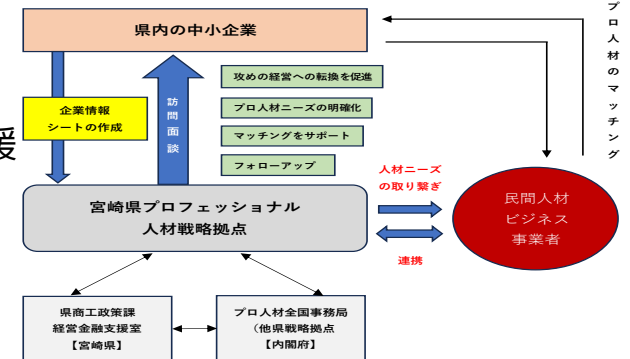 県内の中小企業
プロ人材のマッチング
攻めの経営への転換を促進
プロ人材ニーズの明確化
マッチングをサポート
フォローアップ
訪問面談
企業情報
シートの作成
援
人材ニーズ
の取り繋ぎ
連携
民間人材
ビジネス
事業者
宮崎県プロフェッショナル
人材戦略拠点
県商工政策課
経営金融支援室
【宮崎県】
プロ人材全国事務局
（他県戦略拠点
【内閣府】